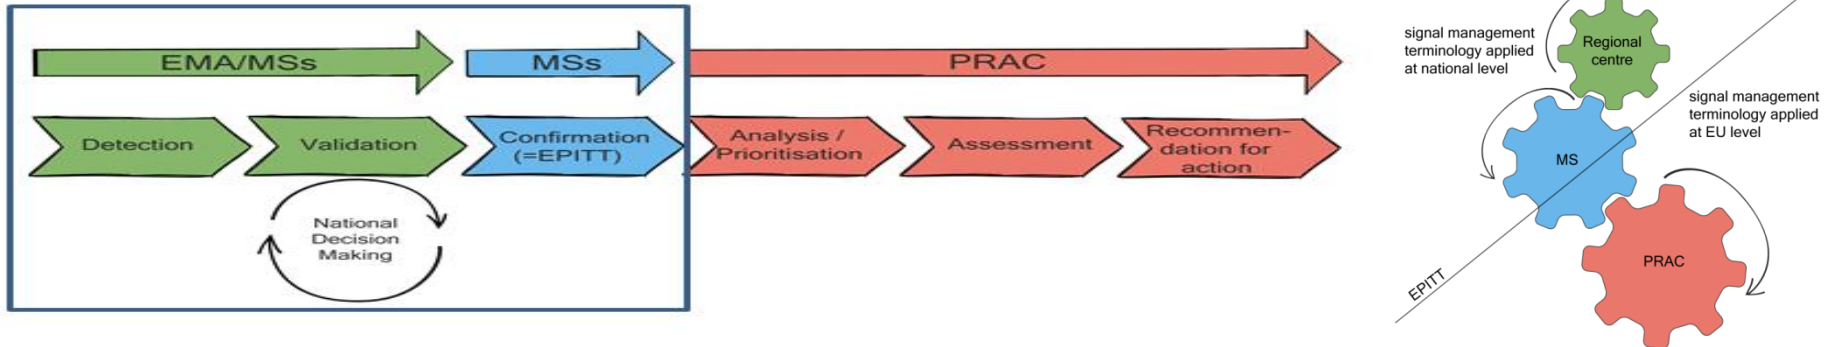 EMA/MSs
MSs
PRAC
Detection
Validation
Confirmation
(=EPITT)
Analysis /
Prioritisation
Assessment
Recommen-
dation for
action
National
Decision
Making
signal management
terminology applied
at national level
Regional
centre
signal management
terminology applied
at EU level
MS
PRAC
EPITT